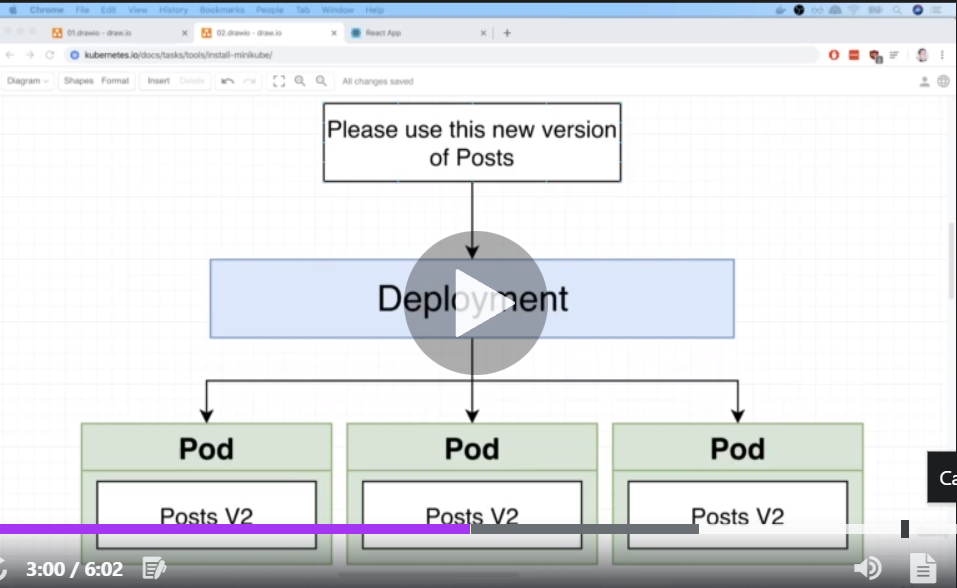 Chrome File Edit View History Bookmarks People Tab Window Help
01.drawio - draw.io
02.drawio - draw.io
React App
kubernetes.io/docs/tasks/tools/install-minikube/
Diagram Shapes Format Insert Delete All changes saved
Please use this new version
of Posts
Deployment
Pod Pod Pod
Posts V2 Posts V2 Posts V2
Ca
3:00 / 6:02